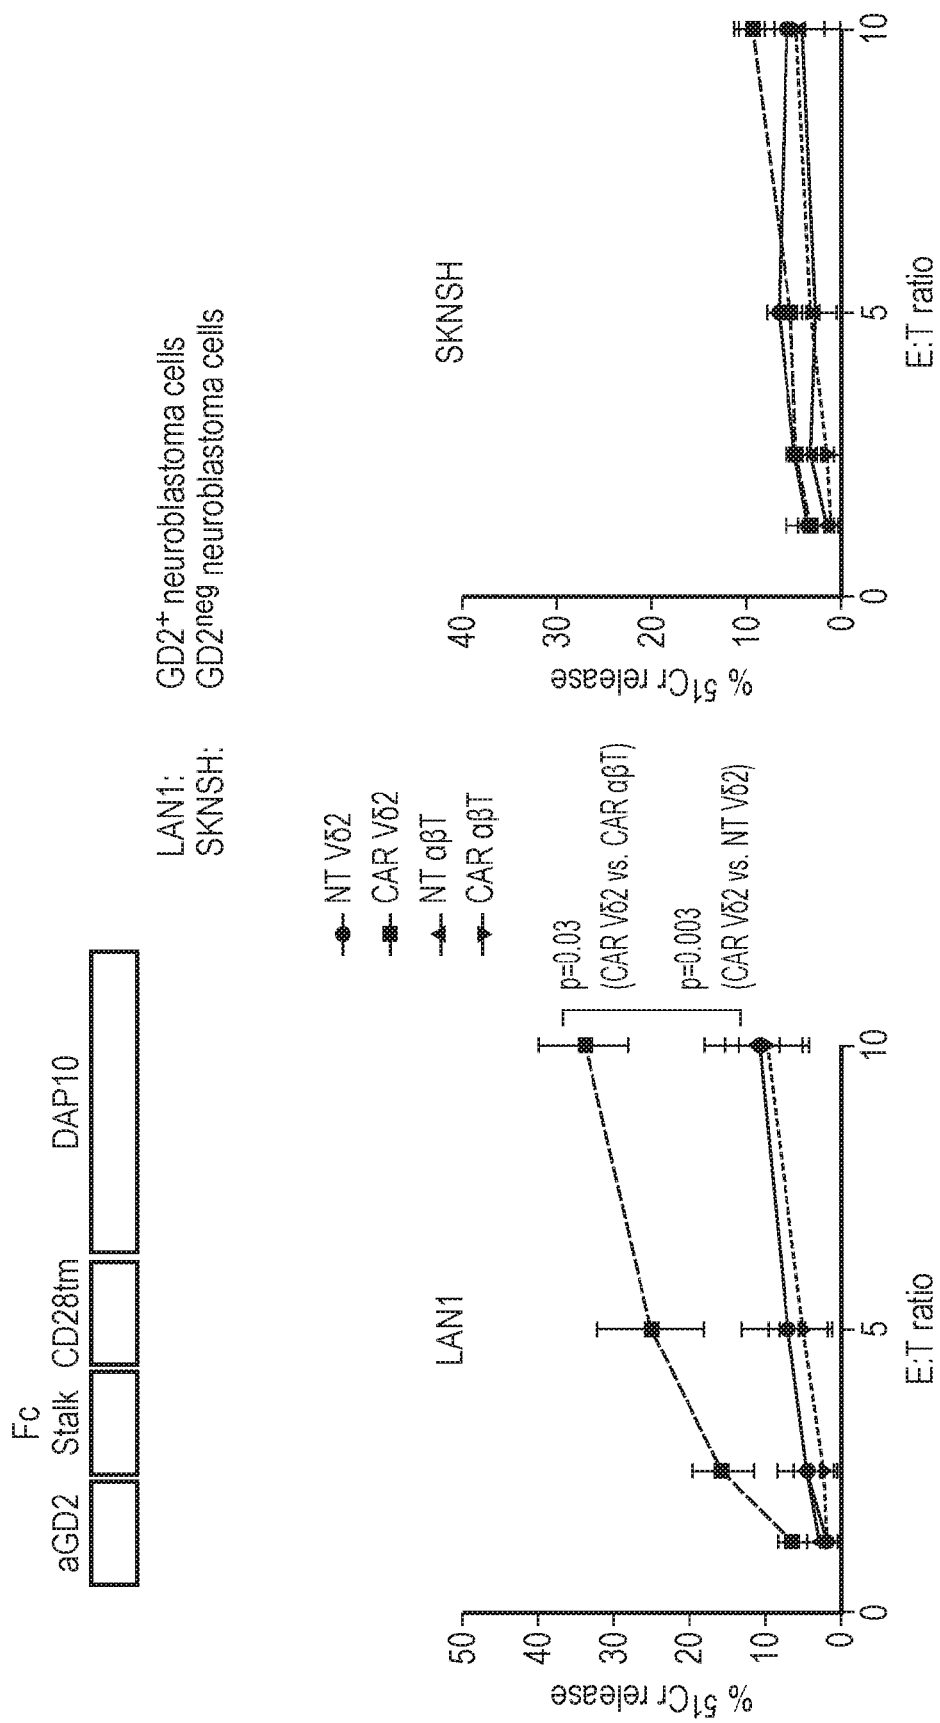 Fc
aGD2 Stalk CD28tm DAP10
LAN1: GD2+ neuroblastoma cells
SKNSH: GD2neg neuroblastoma cells
NT Vδ2
CAR Vδ2
NT αβT
CAR αβT
LAN1
% 51Cr release
50
40
30
20
10
0
0 5 10
E:T ratio
p=0.03
(CAR Vδ2 vs. CAR αβT)
p=0.003
(CAR Vδ2 vs. NT Vδ2)
SKNSH
% 51Cr release
40
30
20
10
0
0 5 10
E:T ratio